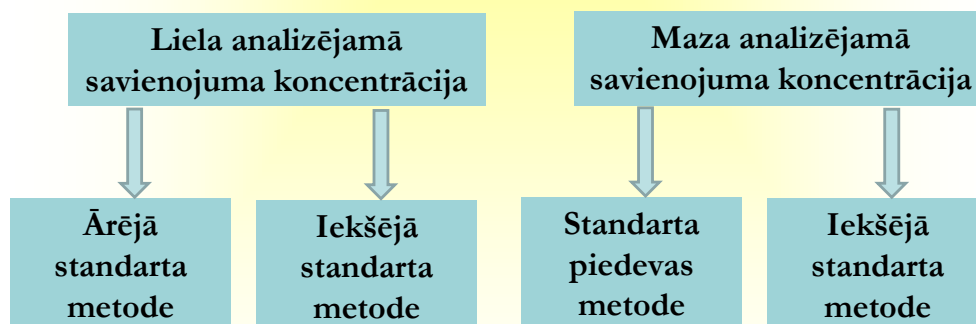 Liela analizējamā
savienojuma koncentrācija
Maza analizējamā
savienojuma koncentrācija
Ārējā
standarta
metode
Iekšējā
standarta
metode
Standarta
piedevas
metode
Iekšējā
standarta
metode